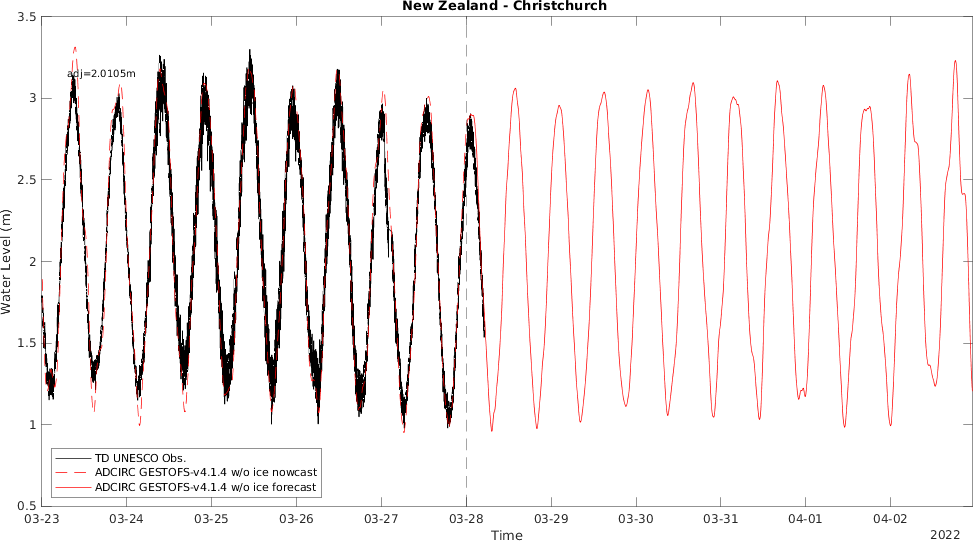 New Zealand - Christchurch
3.5
3
2.5
2
1.5
1
0.5
Water Level (m)
adj=2.0105m
TD UNESCO Obs.
ADCIRC GESTOFS-v4.1.4 w/o ice nowcast
ADCIRC GESTOFS-v4.1.4 w/o ice forecast
03-23 03-24 03-25 03-26 03-27 03-28 03-29 03-30 03-31 04-01 04-02
Time
2022